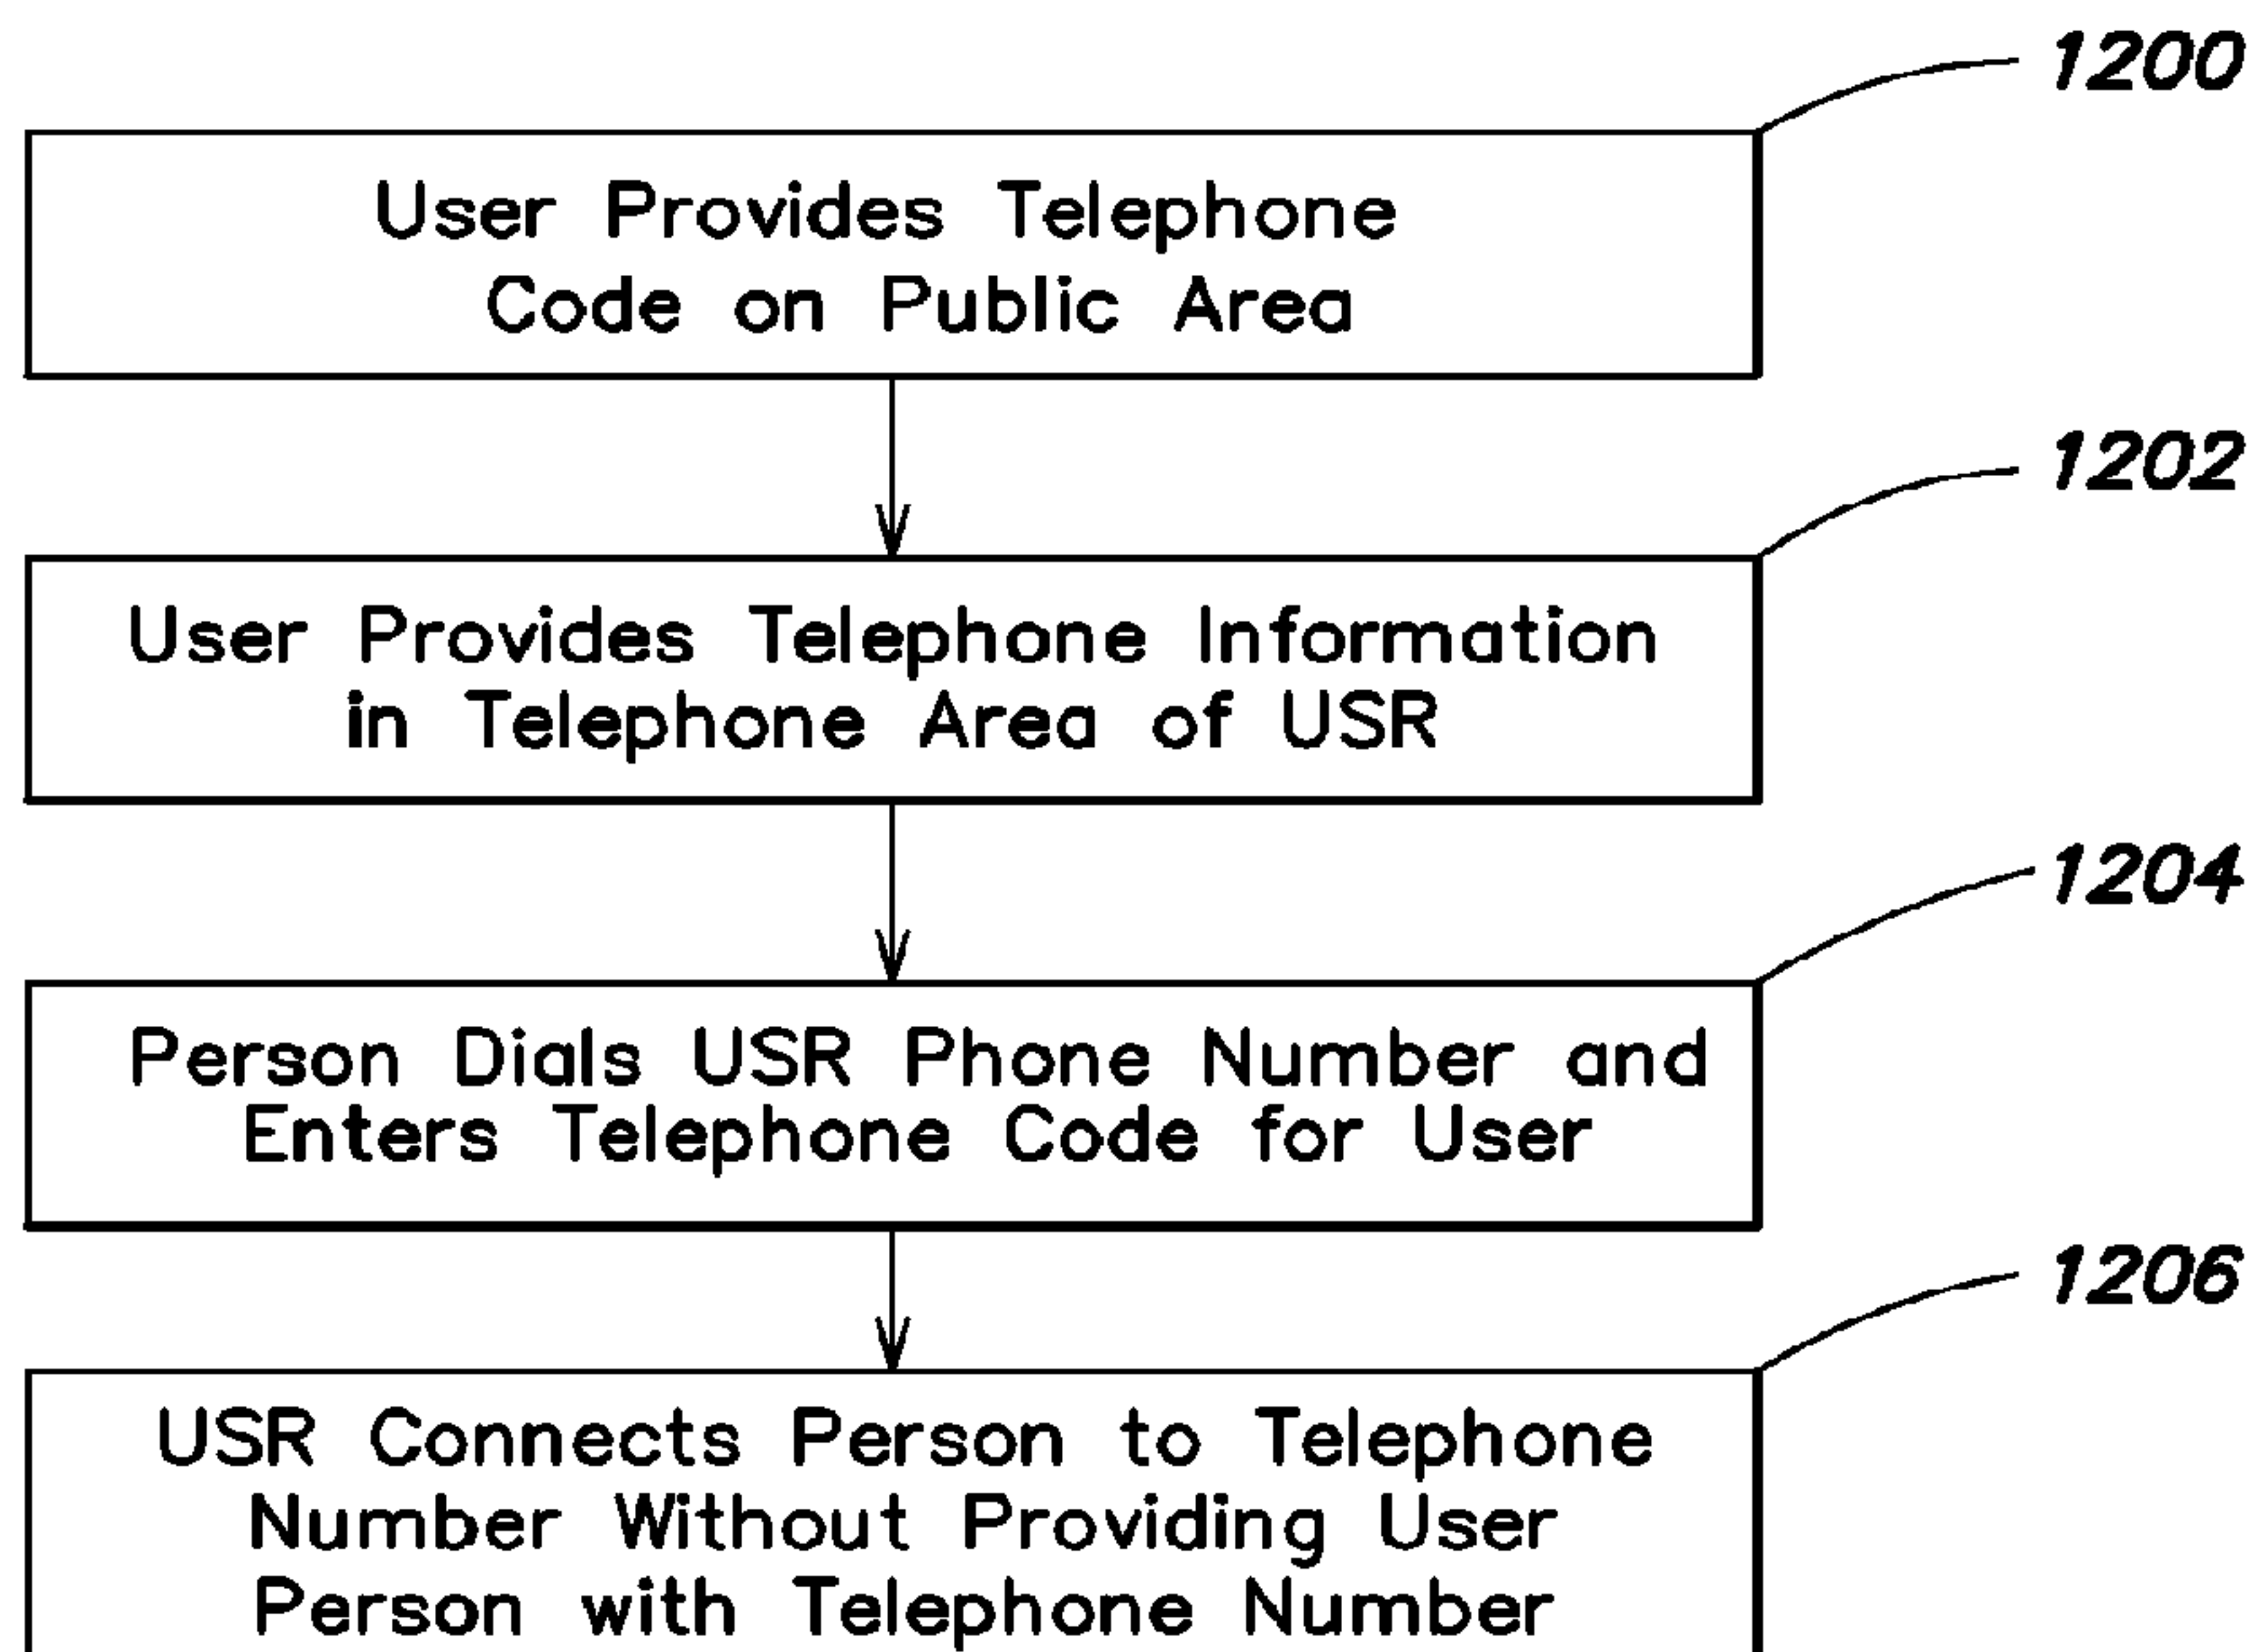 1200
User Provides Telephone
Code on Public Area
1202
User Provides Telephone Information
in Telephone Area of USR
1204
Person Dials USR Phone Number and
Enters Telephone Code for User
1206
USR Connects Person to Telephone
Number Without Providing User
Person with Telephone Number